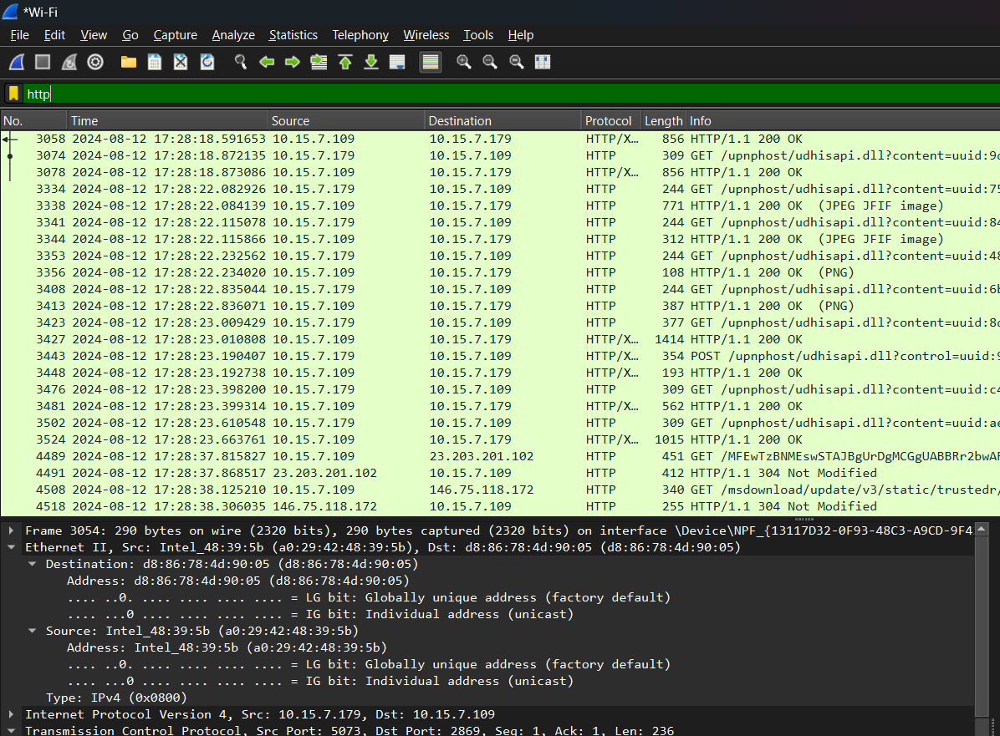 *Wi-Fi
File Edit View Go Capture Analyze Statistics Telephony Wireless Tools Help
http
No. Time Source Destination Protocol Length Info
3058 2024-08-12 17:28:18.591653 10.15.7.109 10.15.7.179 HTTP/X… 856 HTTP/1.1 200 OK
3074 2024-08-12 17:28:18.872135 10.15.7.179 10.15.7.109 HTTP 309 GET /upnphost/udhisapi.dll?content=uuid:9d
3078 2024-08-12 17:28:18.873086 10.15.7.109 10.15.7.179 HTTP/X… 856 HTTP/1.1 200 OK
3334 2024-08-12 17:28:22.082926 10.15.7.179 10.15.7.109 HTTP 244 GET /upnphost/udhisapi.dll?content=uuid:75
3338 2024-08-12 17:28:22.084139 10.15.7.109 10.15.7.179 HTTP 771 HTTP/1.1 200 OK (JPEG JFIF image)
3341 2024-08-12 17:28:22.115078 10.15.7.179 10.15.7.109 HTTP 244 GET /upnphost/udhisapi.dll?content=uuid:84
3344 2024-08-12 17:28:22.115866 10.15.7.109 10.15.7.179 HTTP 312 HTTP/1.1 200 OK (JPEG JFIF image)
3353 2024-08-12 17:28:22.232562 10.15.7.179 10.15.7.109 HTTP 244 GET /upnphost/udhisapi.dll?content=uuid:48
3356 2024-08-12 17:28:22.234020 10.15.7.109 10.15.7.179 HTTP 108 HTTP/1.1 200 OK (PNG)
3408 2024-08-12 17:28:22.835044 10.15.7.179 10.15.7.109 HTTP 244 GET /upnphost/udhisapi.dll?content=uuid:6b
3413 2024-08-12 17:28:22.836071 10.15.7.109 10.15.7.179 HTTP 387 HTTP/1.1 200 OK (PNG)
3423 2024-08-12 17:28:23.009429 10.15.7.179 10.15.7.109 HTTP 377 GET /upnphost/udhisapi.dll?content=uuid:8d
3427 2024-08-12 17:28:23.010808 10.15.7.109 10.15.7.179 HTTP/X… 1414 HTTP/1.1 200 OK
3443 2024-08-12 17:28:23.190407 10.15.7.179 10.15.7.109 HTTP/X… 354 POST /upnphost/udhisapi.dll?control=uuid:9
3448 2024-08-12 17:28:23.192738 10.15.7.109 10.15.7.179 HTTP/X… 193 HTTP/1.1 200 OK
3476 2024-08-12 17:28:23.398200 10.15.7.179 10.15.7.109 HTTP 309 GET /upnphost/udhisapi.dll?content=uuid:c4
3481 2024-08-12 17:28:23.399314 10.15.7.109 10.15.7.179 HTTP/X… 562 HTTP/1.1 200 OK
3502 2024-08-12 17:28:23.610548 10.15.7.179 10.15.7.109 HTTP 309 GET /upnphost/udhisapi.dll?content=uuid:ae
3524 2024-08-12 17:28:23.663761 10.15.7.109 10.15.7.179 HTTP/X… 1015 HTTP/1.1 200 OK
4489 2024-08-12 17:28:37.815827 10.15.7.109 23.203.201.102 HTTP 451 GET /MFEwTzBNMEswSTAJBgUrDgMCGgUABBRr2bwAR
4491 2024-08-12 17:28:37.868517 23.203.201.102 10.15.7.109 HTTP 412 HTTP/1.1 304 Not Modified
4508 2024-08-12 17:28:38.125210 10.15.7.109 146.75.118.172 HTTP 340 GET /msdownload/update/v3/static/trustedr/
4518 2024-08-12 17:28:38.306035 146.75.118.172 10.15.7.109 HTTP 255 HTTP/1.1 304 Not Modified
Frame 3054: 290 bytes on wire (2320 bits), 290 bytes captured (2320 bits) on interface \Device\NPF_{13117D32-0F93-48C3-A9CD-9F4
Ethernet II, Src: Intel_48:39:5b (a0:29:42:48:39:5b), Dst: d8:86:78:4d:90:05 (d8:86:78:4d:90:05)
Destination: d8:86:78:4d:90:05 (d8:86:78:4d:90:05)
Address: d8:86:78:4d:90:05 (d8:86:78:4d:90:05)
.... ..0. .... .... .... .... = LG bit: Globally unique address (factory default)
.... ...0 .... .... .... .... = IG bit: Individual address (unicast)
Source: Intel_48:39:5b (a0:29:42:48:39:5b)
Address: Intel_48:39:5b (a0:29:42:48:39:5b)
.... ..0. .... .... .... .... = LG bit: Globally unique address (factory default)
.... ...0 .... .... .... .... = IG bit: Individual address (unicast)
Type: IPv4 (0x0800)
Internet Protocol Version 4, Src: 10.15.7.179, Dst: 10.15.7.109
Transmission Control Protocol, Src Port: 5073, Dst Port: 2869, Seq: 1, Ack: 1, Len: 236